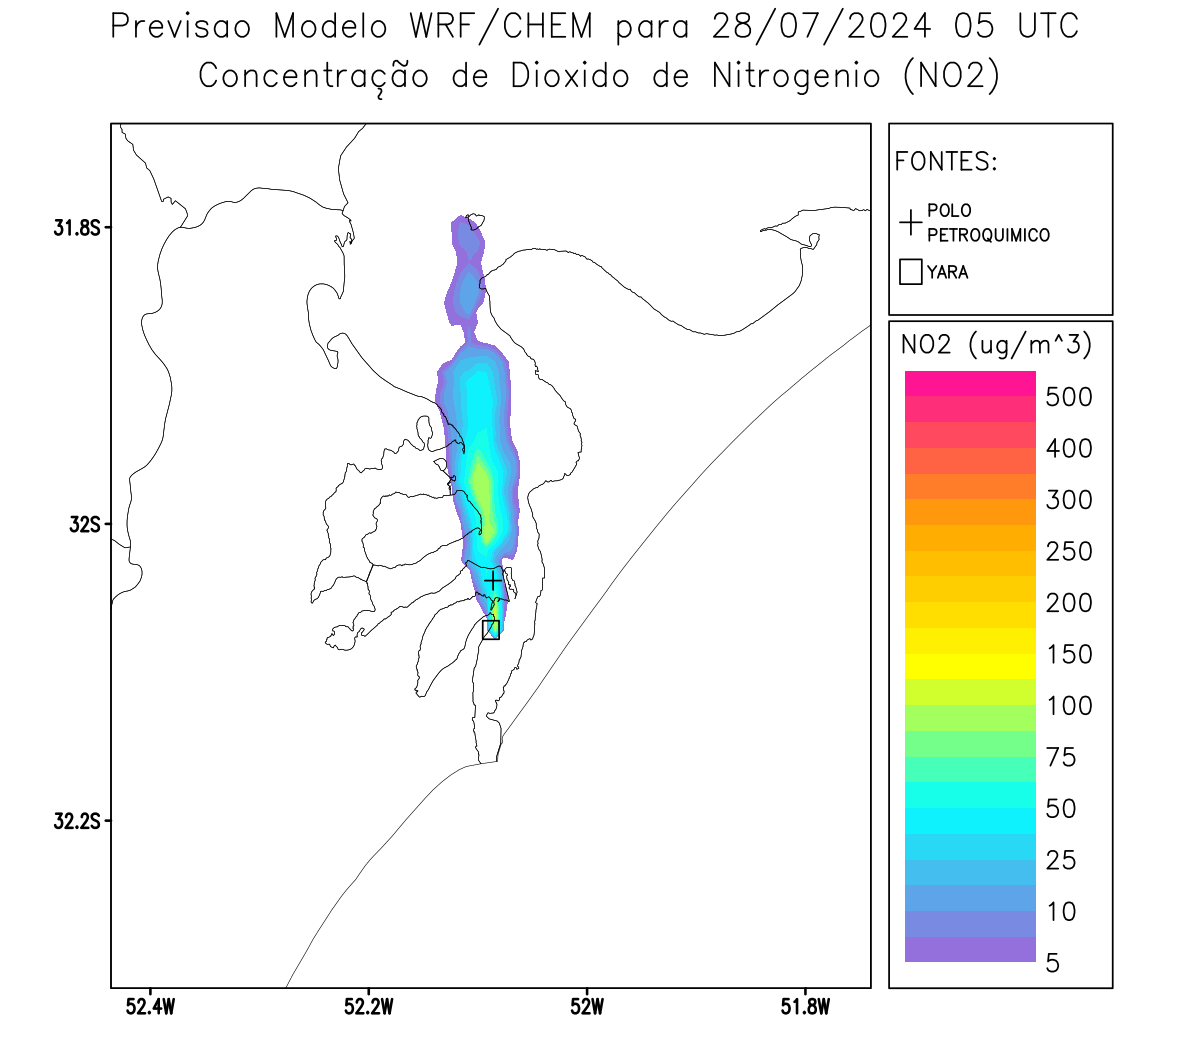 Previsao Modelo WRF/CHEM para 28/07/2024 05 UTC
Concentração de Dioxido de Nitrogenio (NO2)
FONTES:
POLO
PETROQUIMICO
YARA
NO2 (ug/m^3)
500
400
300
250
200
150
100
75
50
25
10
5
31.8S
32S
32.2S
52.4W
52.2W
52W
51.8W